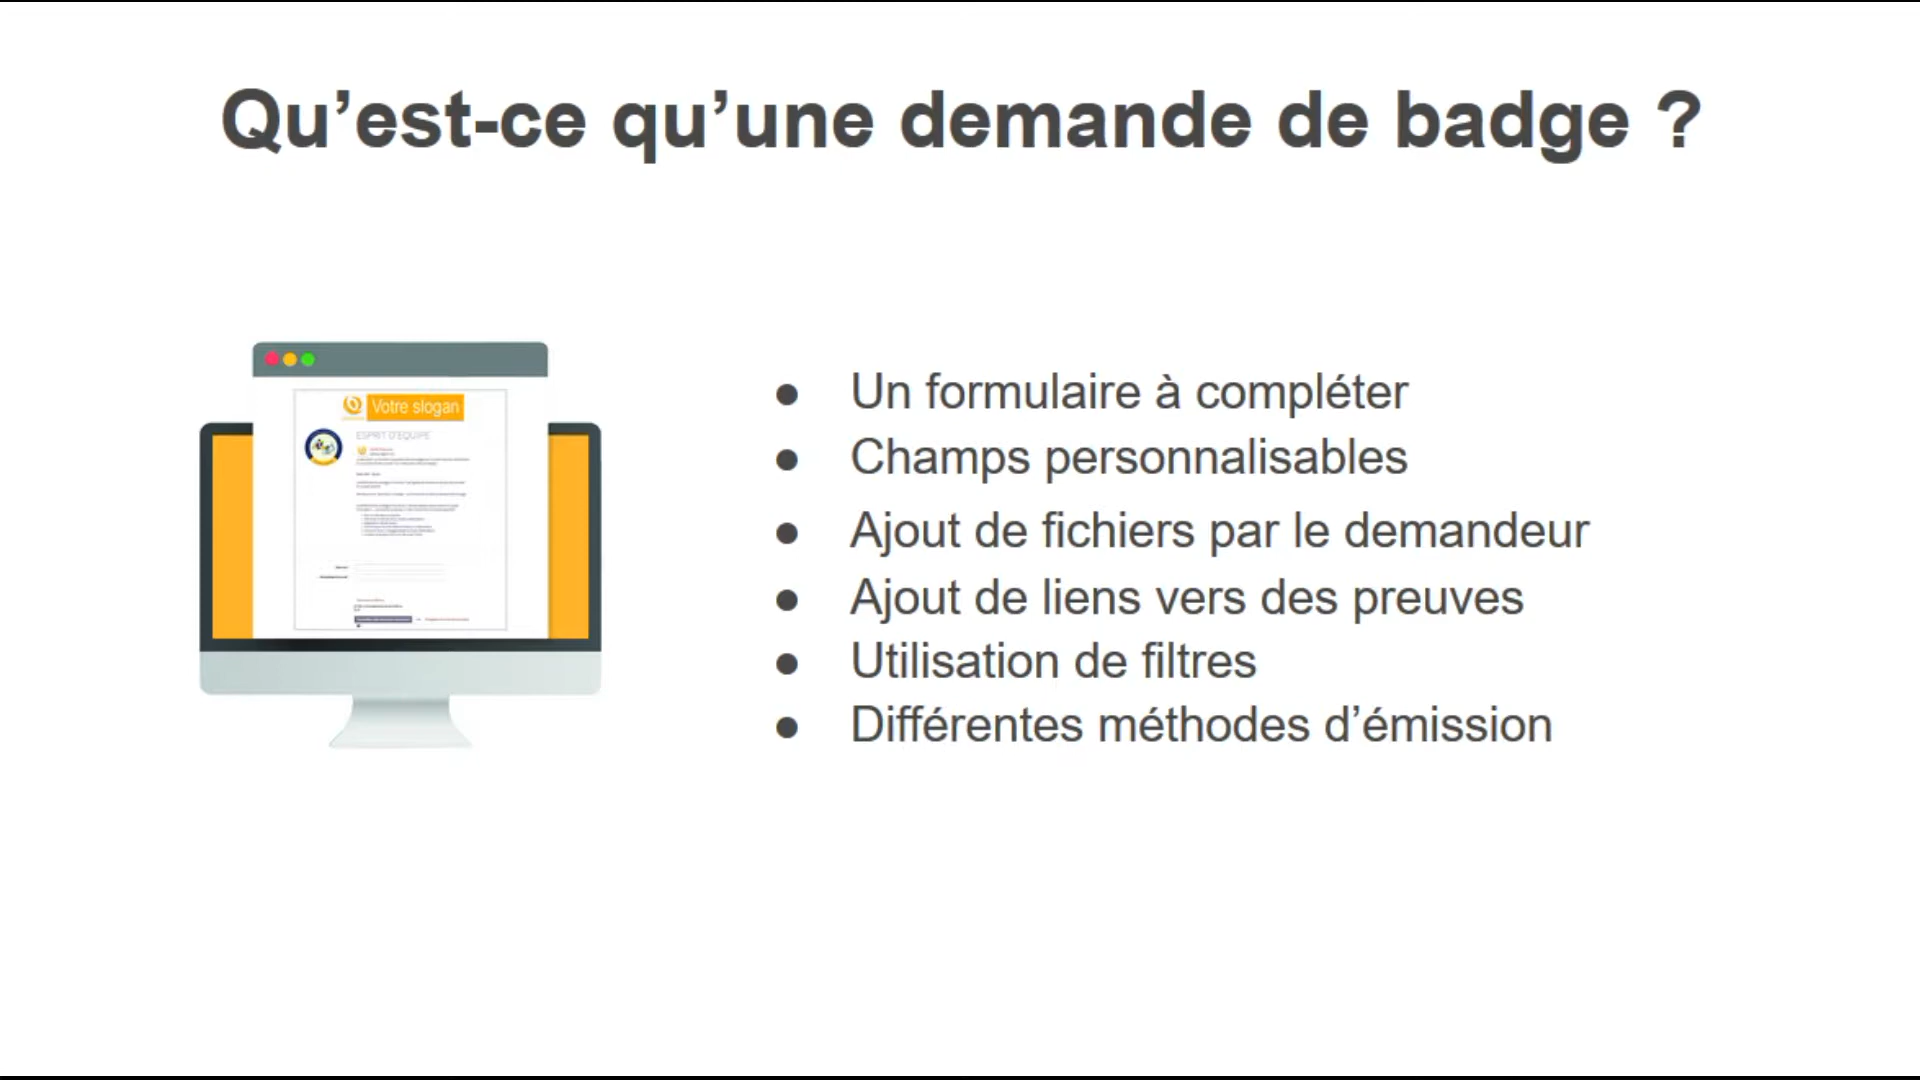 Qu’est-ce qu’une demande de badge ?
Votre slogan
ESPRIT D'EQUIPE
● Un formulaire à compléter
● Champs personnalisables
● Ajout de fichiers par le demandeur
● Ajout de liens vers des preuves
● Utilisation de filtres
● Différentes méthodes d’émission